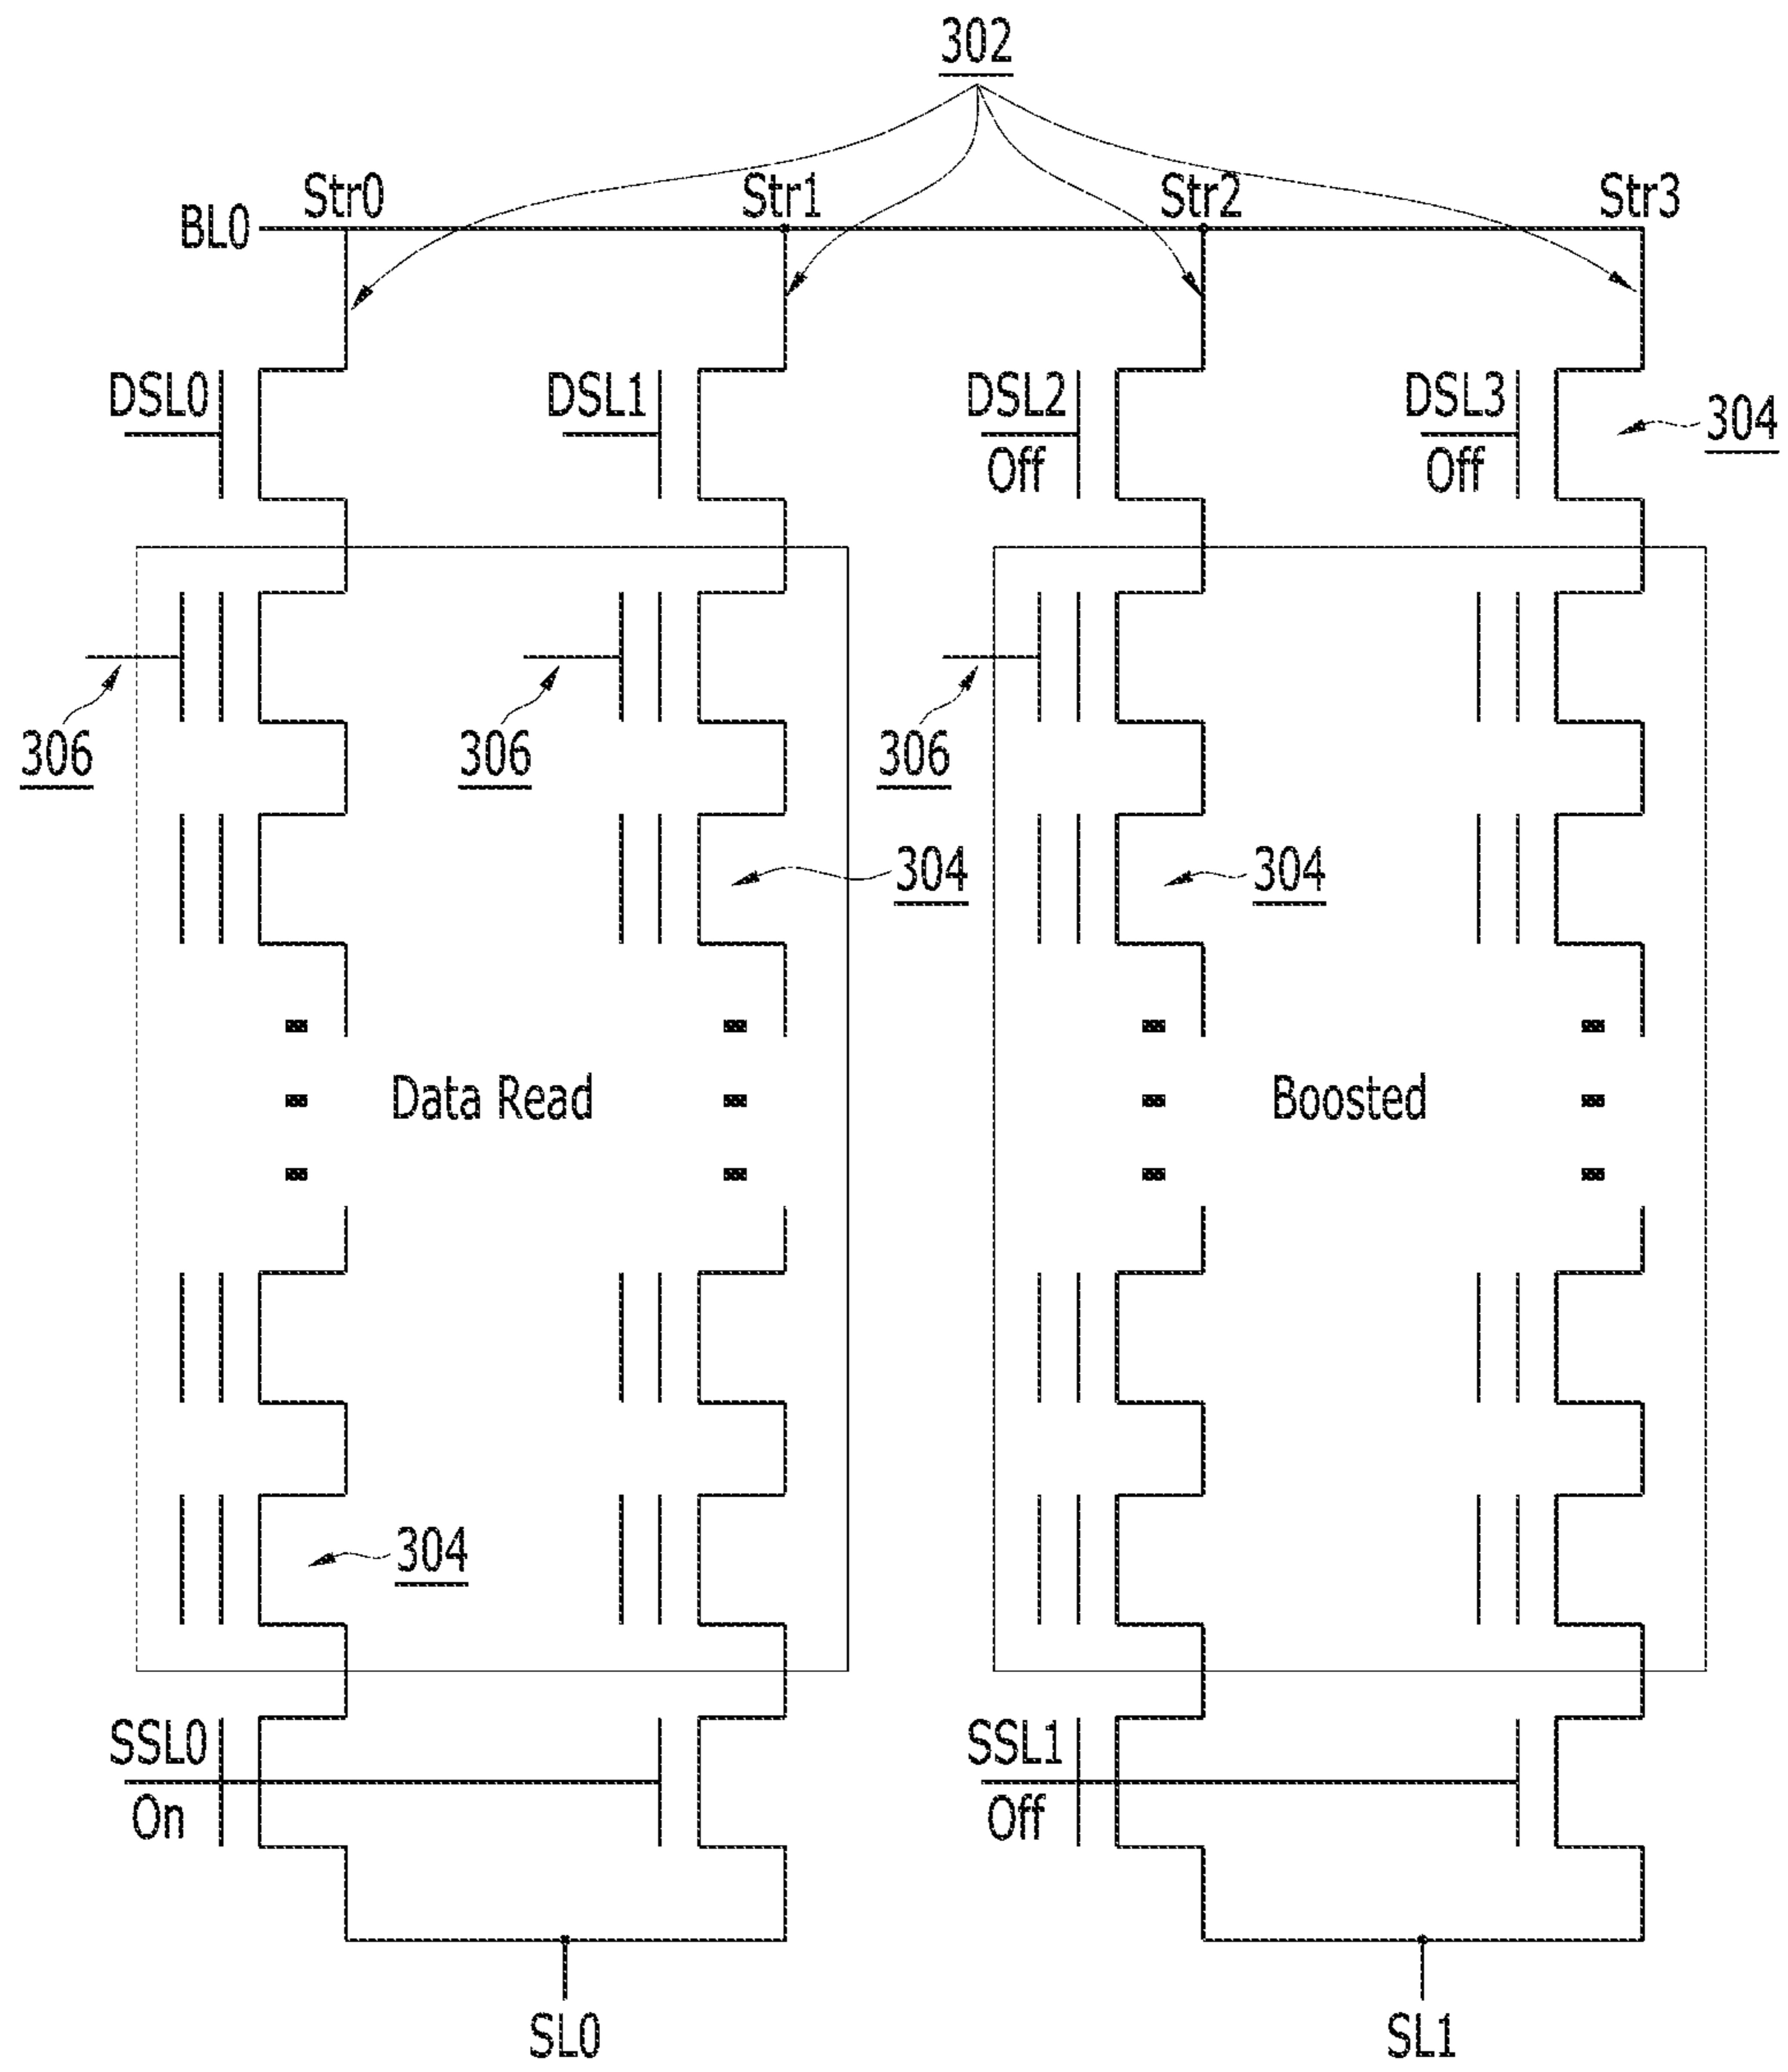 302
Str0 Str1 Str2 Str3
BL0
DSL0 DSL1 DSL2 DSL3
304
Off Off
306 306 306
304 304
Data Read Boosted
304
SSL0 SSL1
On Off
SL0 SL1